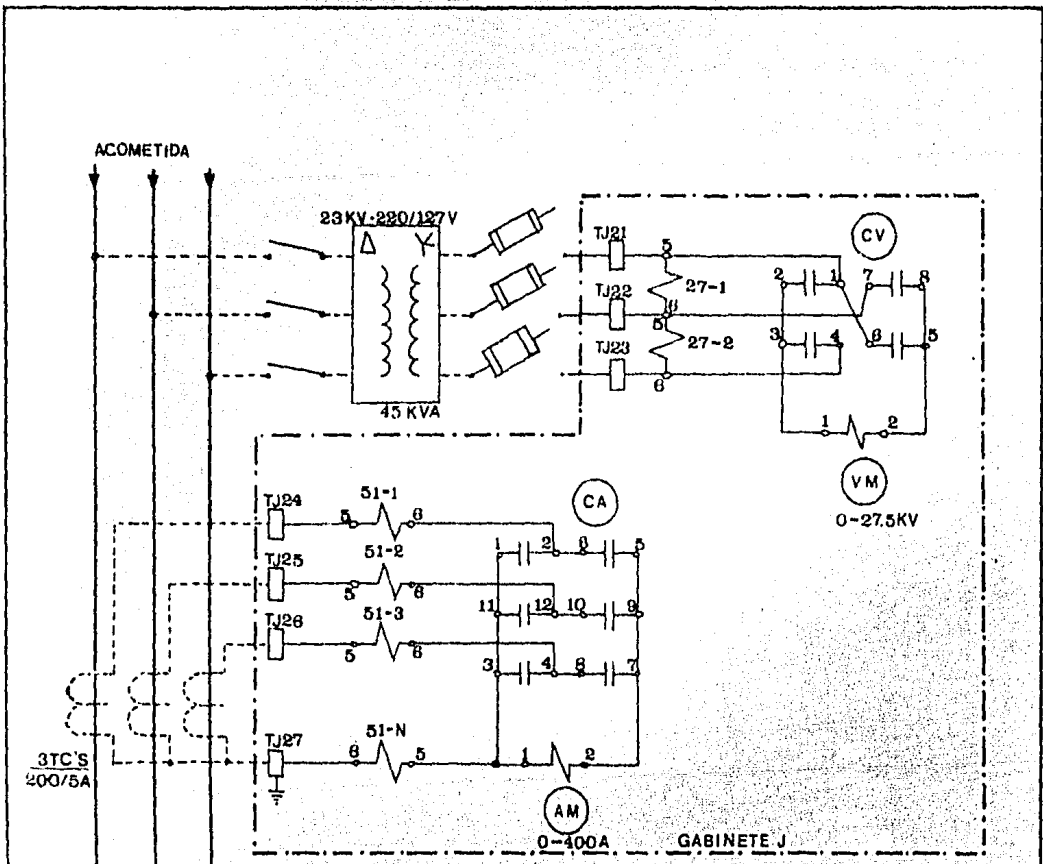 ACOMETIDA
23KV-220/127V
45 KVA
TJ21
TJ22
TJ23
5
27-1
6
5
27-2
6
CV
2
1
7
8
3
4
6
5
1
2
VM
0-27.5KV
TJ24
51-1
5
6
TJ25
51-2
5
6
TJ26
51-3
5
6
TJ27
51-N
6
5
CA
1
2
6
5
11
12
10
9
3
4
8
7
1
2
AM
0-400A
3TC'S
200/5A
GABINETE J